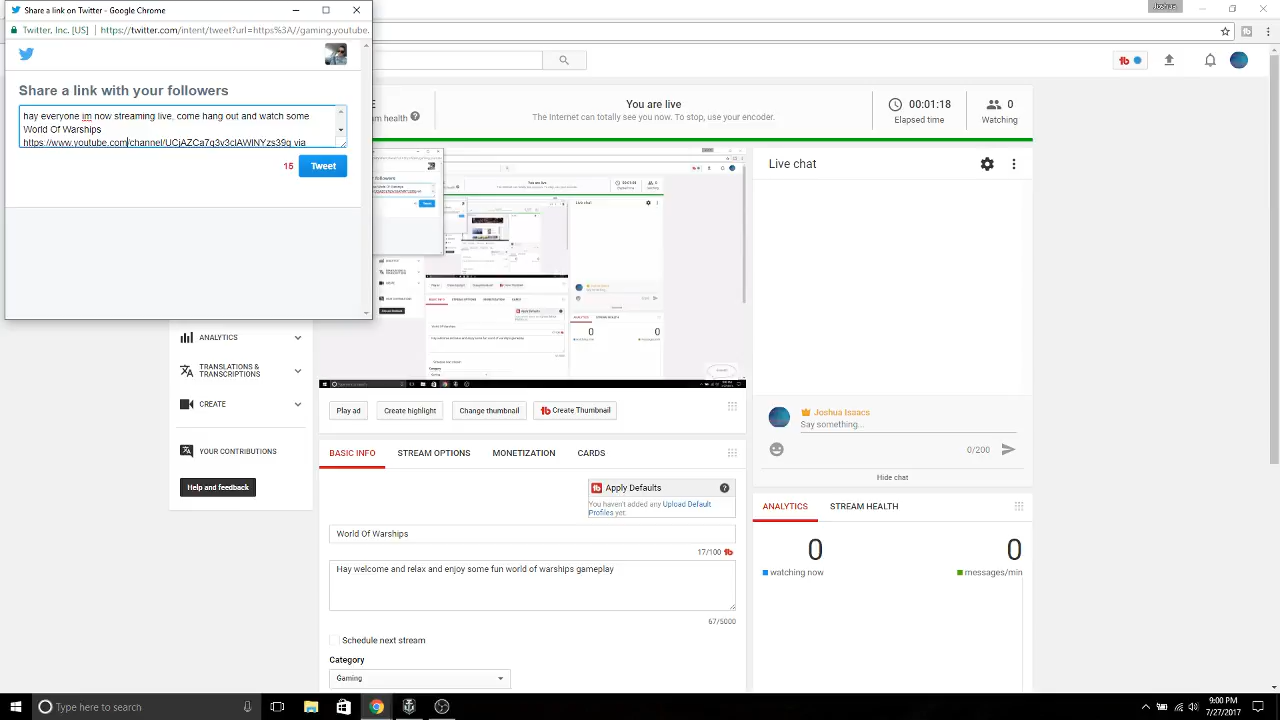 Share a link on Twitter - Google Chrome
Twitter, Inc. [US] | https://twitter.com/intent/tweet?url=https%3A//gaming.youtube.
Share a link with your followers
hay everyone im now streaming live, come hang out and watch me
World Of Warships
via
15
Tweet
You are live
The Internet can totally see you now. To stop, use your encoder.
00:01:18
Elapsed time
0
Watching
Live chat
ANALYTICS
TRANSLATIONS &
TRANSCRIPTIONS
CREATE
YOUR CONTRIBUTIONS
Help and feedback
Play ad
Create highlight
Change thumbnail
Create Thumbnail
BASIC INFO
STREAM OPTIONS
MONETIZATION
CARDS
Apply Defaults
You haven't added any Upload Default
Profiles yet.
World Of Warships
17/100
Hay welcome and relax and enjoy some fun world of warships gameplay
67/5000
Schedule next stream
Category
Gaming
Joshua Isaacs
Say something...
0/200
Hide chat
ANALYTICS
STREAM HEALTH
0
watching now
0
messages/min
Type here to search
9:00 PM
7/27/2017